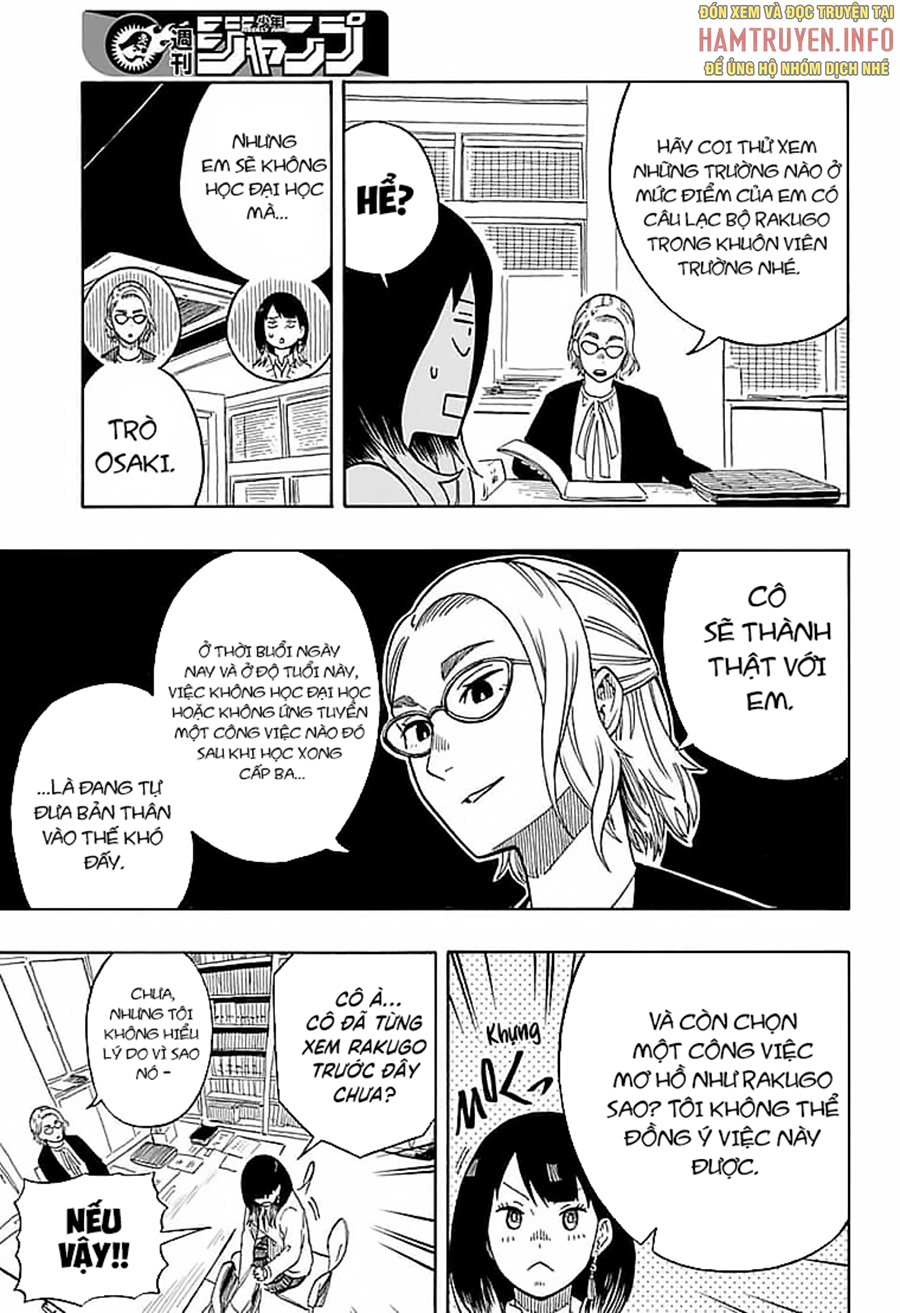 ĐÓN XEM VÀ ĐỌC TRUYỆN TẠI
HAMTRUYEN.INFO
ĐỂ ỦNG HỘ NHÓM DỊCH NHÉ
週刊
少年
ジャンプ
HÃY COI THỬ XEM
NHỮNG TRƯỜNG NÀO Ở
MỨC ĐIỂM CỦA EM CÓ
CÂU LẠC BỘ RAKUGO
TRONG KHUÔN VIÊN
TRƯỜNG NHÉ.
HỂ?
NHƯNG
EM SẼ KHÔNG
HỌC ĐẠI HỌC
MÀ...
TRÒ
OSAKI.
CÔ
SẼ THÀNH
THẬT VỚI
EM.
Ở THỜI BUỔI NGÀY
NAY VÀ Ở ĐỘ TUỔI NÀY,
VIỆC KHÔNG HỌC ĐẠI HỌC
HOẶC KHÔNG ỨNG TUYỂN
MỘT CÔNG VIỆC NÀO ĐÓ
SAU KHI HỌC XONG
CẤP BA...
...LÀ ĐANG TỰ
ĐƯA BẢN THÂN
VÀO THẾ KHÓ
ĐẤY.
VÀ CÒN CHỌN
MỘT CÔNG VIỆC
MƠ HỒ NHƯ RAKUGO
SAO? TÔI KHÔNG THỂ
ĐỒNG Ý VIỆC NÀY
ĐƯỢC.
Khựng
CÔ À...
CÔ ĐÃ TỪNG
XEM RAKUGO
TRƯỚC ĐÂY
CHƯA?
CHƯA,
NHƯNG TÔI
KHÔNG HIỂU
LÝ DO VÌ SAO
NÓ -
NẾU
VẬY!!